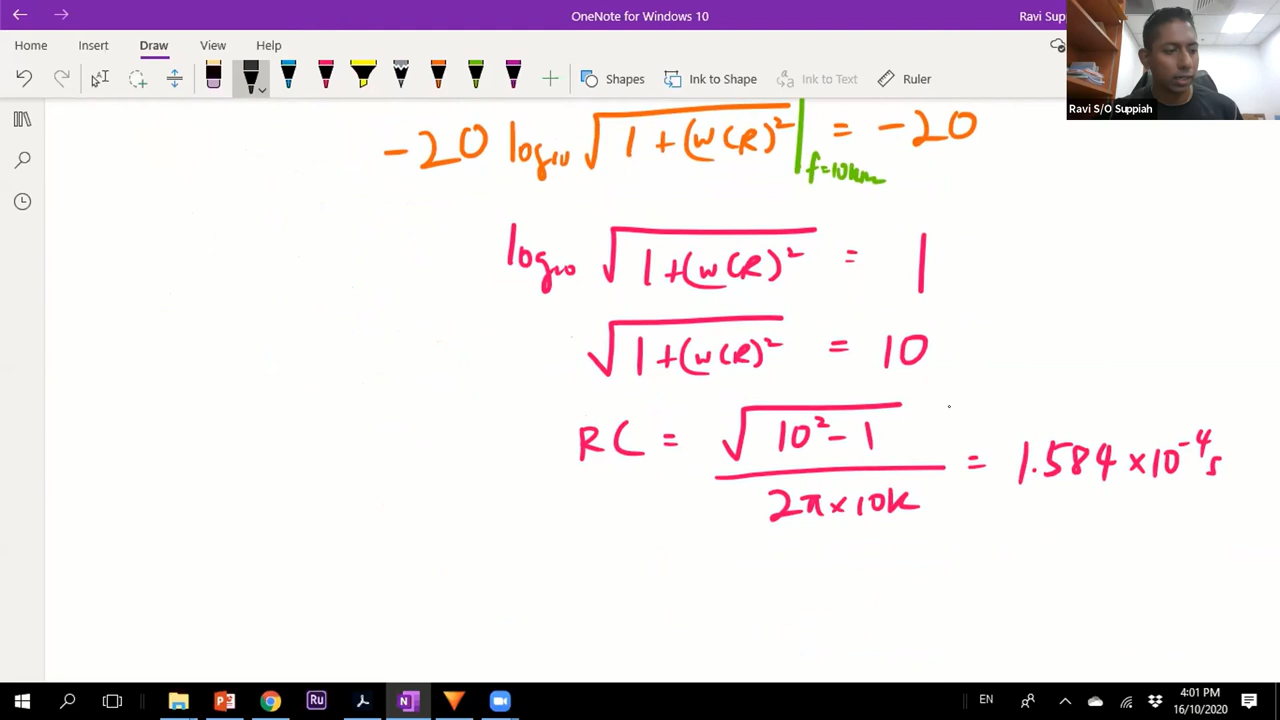 OneNote for Windows 10
Ravi Sup
Home Insert Draw View Help
Shapes Ink to Shape Ink to Text Ruler
Ravi S/O Suppiah
-20 log₁₀ √(1+(ωCR)²) | = -20
f=10kHz
log₁₀ √(1+(ωCR)²) = 1
√(1+(ωCR)²) = 10
RC = √(10²-1) / 2π×10k = 1.584 ×10⁻⁴s
EN
4:01 PM
16/10/2020